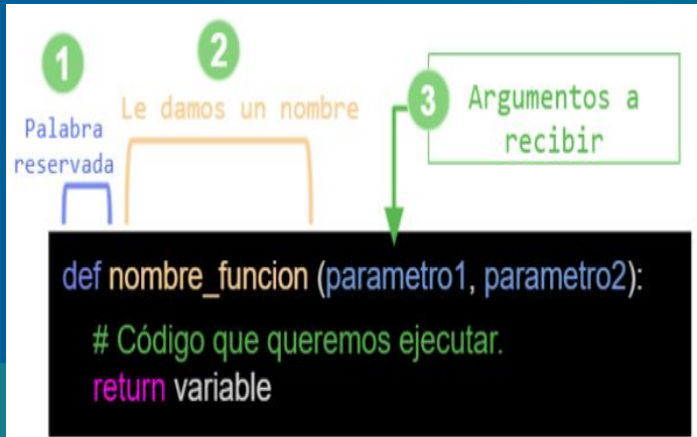 1
Palabra
reservada
2
Le damos un nombre
3
Argumentos a
recibir
def nombre_funcion (parametro1, parametro2):
# Código que queremos ejecutar.
return variable